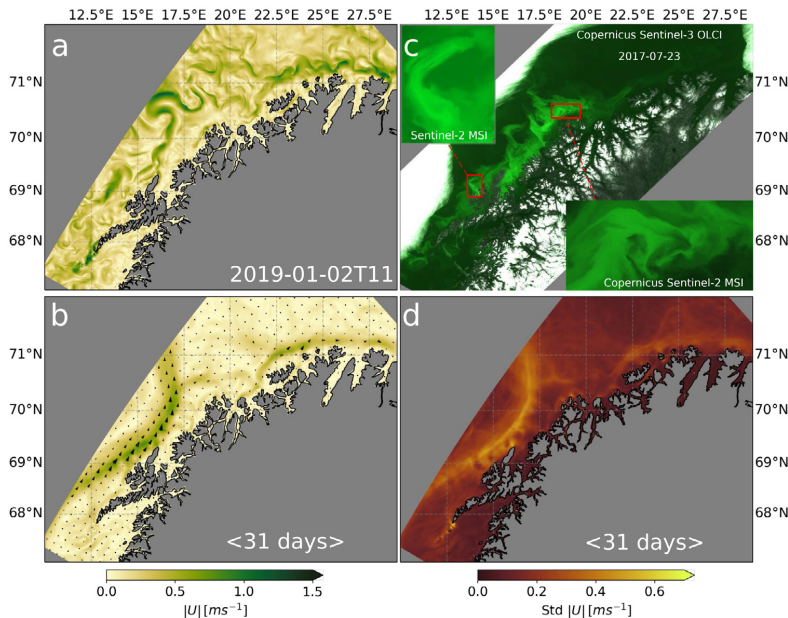 12.5°E 15°E 17.5°E 20°E 22.5°E 25°E 27.5°E
12.5°E 15°E 17.5°E 20°E 22.5°E 25°E 27.5°E
a
71°N
70°N
69°N
68°N
2019-01-02T11
c
Copernicus Sentinel-3 OLCI
2017-07-23
Sentinel-2 MSI
Copernicus Sentinel-2 MSI
71°N
70°N
69°N
68°N
b
71°N
70°N
69°N
68°N
<31 days>
d
71°N
70°N
69°N
68°N
<31 days>
0.0 0.5 1.0 1.5
|U| [ms⁻¹]
0.0 0.2 0.4 0.6
Std |U| [ms⁻¹]